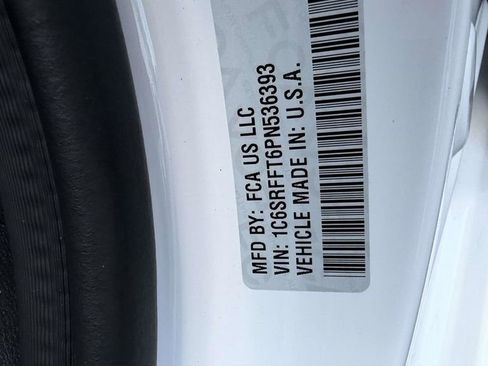 MFD BY: FCA US LLC
VIN: 1C6SRFFT6PN536393
VEHICLE MADE IN: U.S.A.